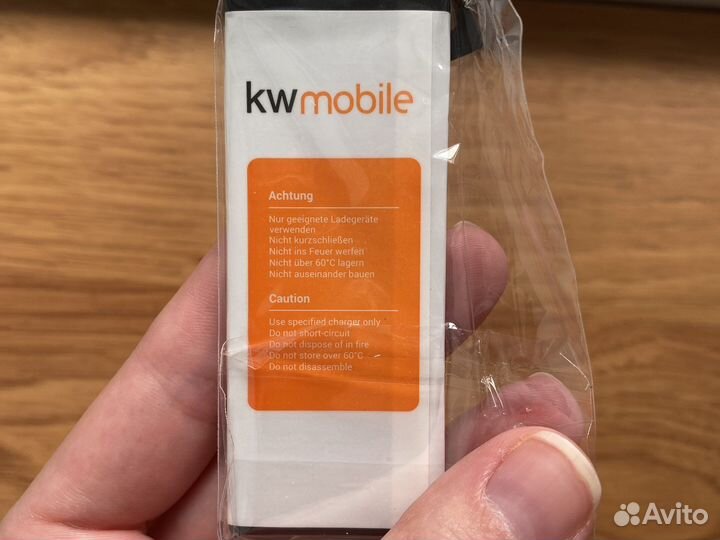 kwmobile
Achtung
Nur geeignete Ladegeräte
verwenden
Nicht kurzschließen
Nicht ins Feuer werfen
Nicht über 60°C lagern
Nicht auseinander bauen
Caution
Use specified charger only
Do not short-circuit
Do not dispose of in fire
Do not store over 60°C
Do not disassemble
Avito